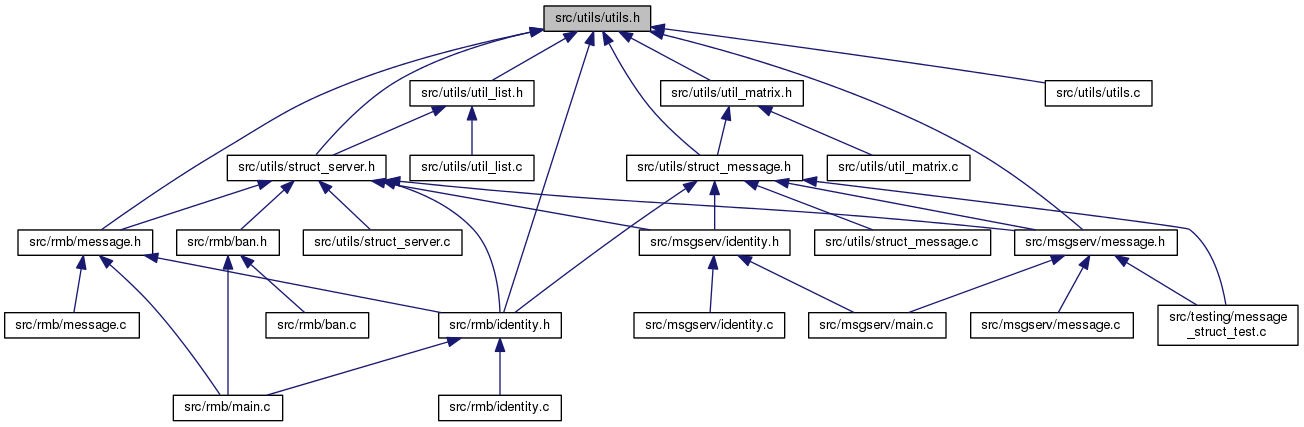 src/utils/utils.h
src/utils/util_list.h
src/utils/util_matrix.h
src/utils/utils.c
src/utils/struct_server.h
src/utils/util_list.c
src/utils/struct_message.h
src/utils/util_matrix.c
src/rmb/message.h
src/rmb/ban.h
src/utils/struct_server.c
src/msgserv/identity.h
src/utils/struct_message.c
src/msgserv/message.h
src/rmb/message.c
src/rmb/ban.c
src/rmb/identity.h
src/msgserv/identity.c
src/msgserv/main.c
src/msgserv/message.c
src/testing/message
_struct_test.c
src/rmb/main.c
src/rmb/identity.c